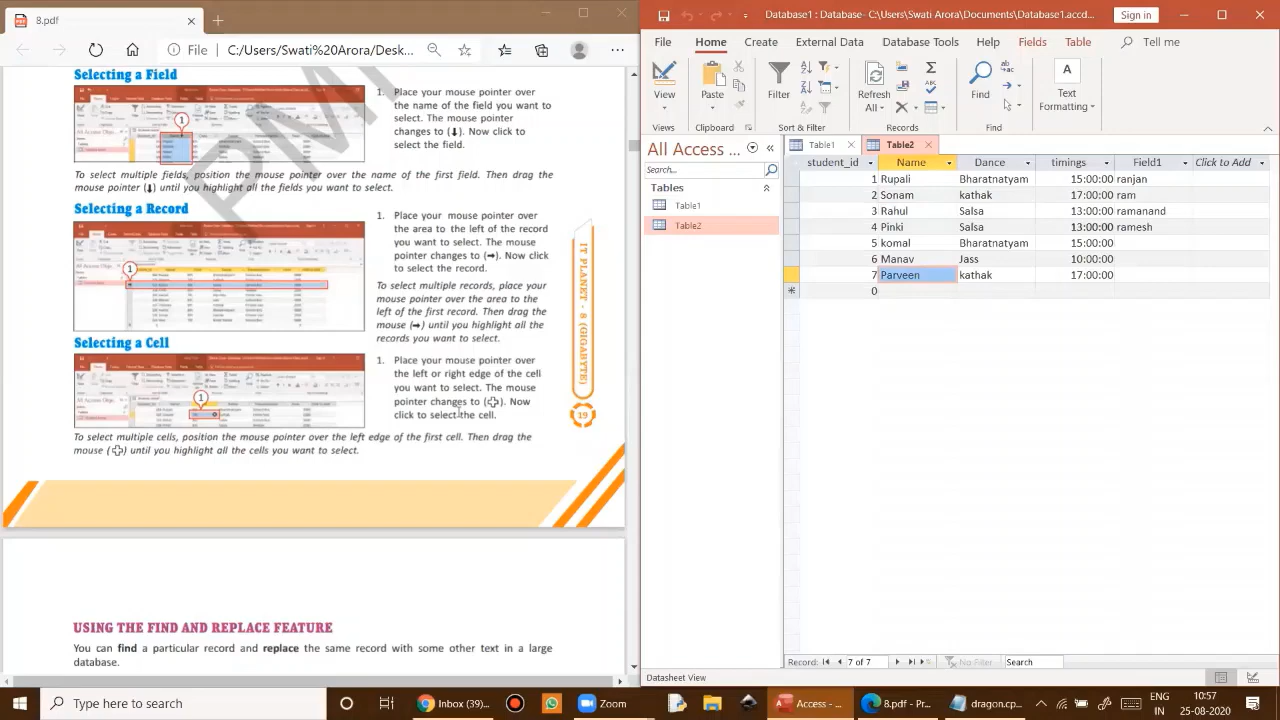 8.pdf
File
C:/Users/Swati%20Arora/Desk...
Selecting a Field
1. Place your mouse pointer over
the name of the field you want to
select. The mouse pointer
changes to (⬇). Now click to
select the field.
To select multiple fields, position the mouse pointer over the name of the first field. Then drag the
mouse pointer (⬇) until you highlight all the fields you want to select.
Selecting a Record
1. Place your mouse pointer over
the area to the left of the record
you want to select. The mouse
pointer changes to (➡). Now click
to select the record.
To select multiple records, place your
mouse pointer over the area to the
left of the first record. Then drag the
mouse (➡) until you highlight all the
records you want to select.
Selecting a Cell
1. Place your mouse pointer over
the left or right edge of the cell
you want to select. The mouse
pointer changes to (✚). Now
click to select the cell.
To select multiple cells, position the mouse pointer over the left edge of the first cell. Then drag the
mouse (✚) until you highlight all the cells you want to select.
IT PLANET - 8 (GIGABYTE)
19
USING THE FIND AND REPLACE FEATURE
You can find a particular record and replace the same record with some other text in a large
database.
Database1 : Database- C:\Users\Swati Arora\Documents\Database1.accd...
Sign in
File Home Create External Data Database Tools Help Fields Table Tell me
View Paste Filter Refresh Find Text
All Formatting
Views Clipboard Sort & Filter Records Find
All Access ...
Search...
Tables
Table1
Table2
Table1 Table2
student_id Name Dance timings Field1 Click to Add
1 Rupali Bharatnatyam 15:00:00 ranjan
2 Sonam kathak 17:00:00 ram
3 Rahul Salsa 13:00:00 ramanand
4 Pinki Salsa 13:00:00 ramesh
5 komal Bharatnatyam 15:00:00
6 Manav Jass 10:00:00
7 Parveen kathak 17:00:00
0
Record: 7 of 7 No Filter Search
Datasheet View
Type here to search
Inbox (39)...
Zoom
Access - ...
8.pdf - Pr...
dragon.cp...
ENG
IN
10:57
25-08-2020